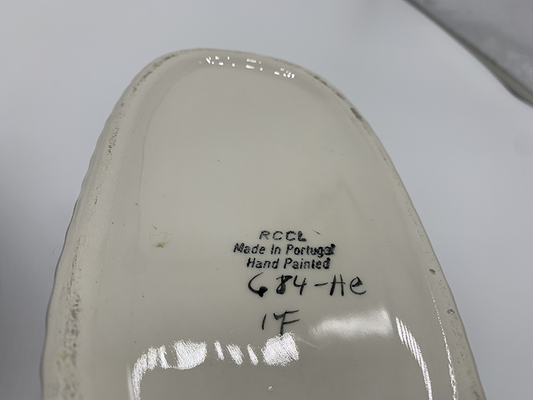 RCCL
Made in Portugal
Hand Painted
684-He
1F